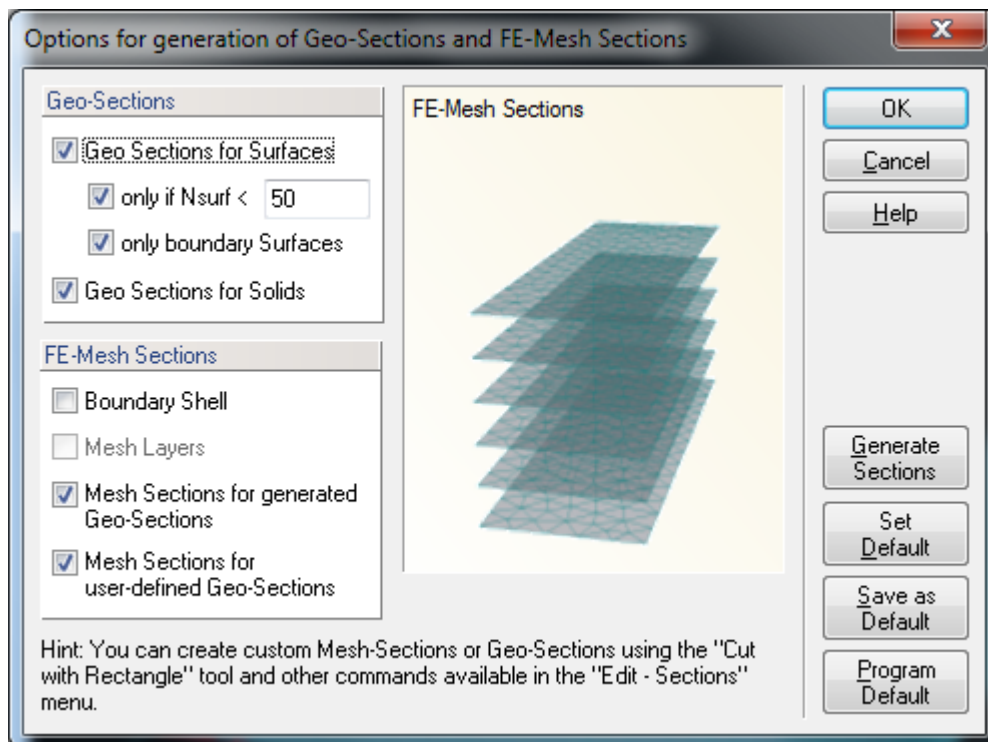 Options for generation of Geo-Sections and FE-Mesh Sections
Geo-Sections
Geo Sections for Surfaces
only if Nsurf <
50
only boundary Surfaces
Geo Sections for Solids
FE-Mesh Sections
Boundary Shell
Mesh Layers
Mesh Sections for generated
Geo-Sections
Mesh Sections for
user-defined Geo-Sections
FE-Mesh Sections
OK
Cancel
Help
Generate
Sections
Set
Default
Save as
Default
Program
Default
Hint: You can create custom Mesh-Sections or Geo-Sections using the "Cut
with Rectangle" tool and other commands available in the "Edit - Sections"
menu.